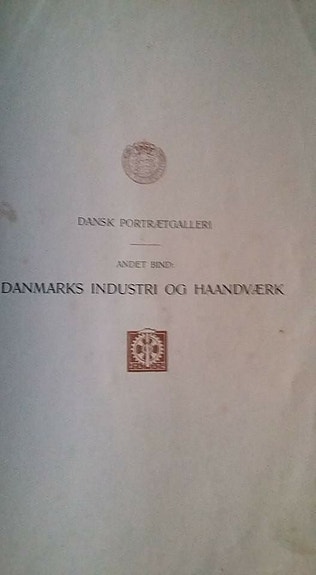 DANSK PORTRÆTGALLERI
ANDET BIND:
DANMARKS INDUSTRI OG HAANDVÆRK